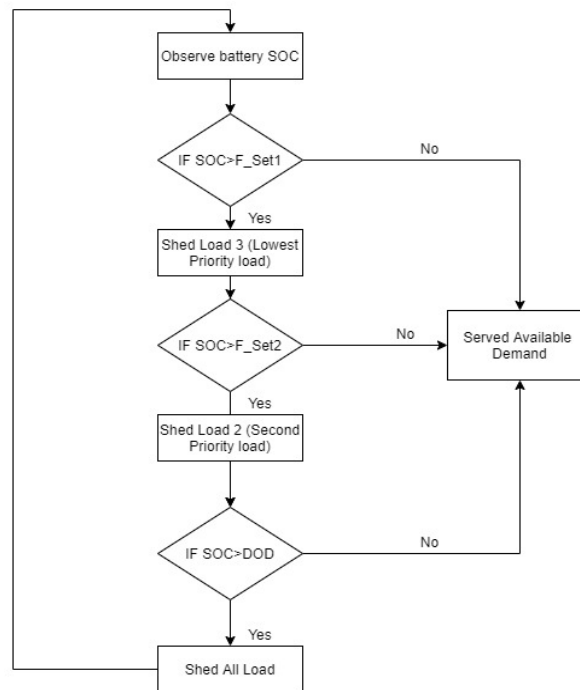 Observe battery SOC
IF SOC>F_Set1
No
Yes
Shed Load 3 (Lowest
Priority load)
IF SOC>F_Set2
No
Served Available
Demand
Yes
Shed Load 2 (Second
Priority load)
IF SOC>DOD
No
Yes
Shed All Load